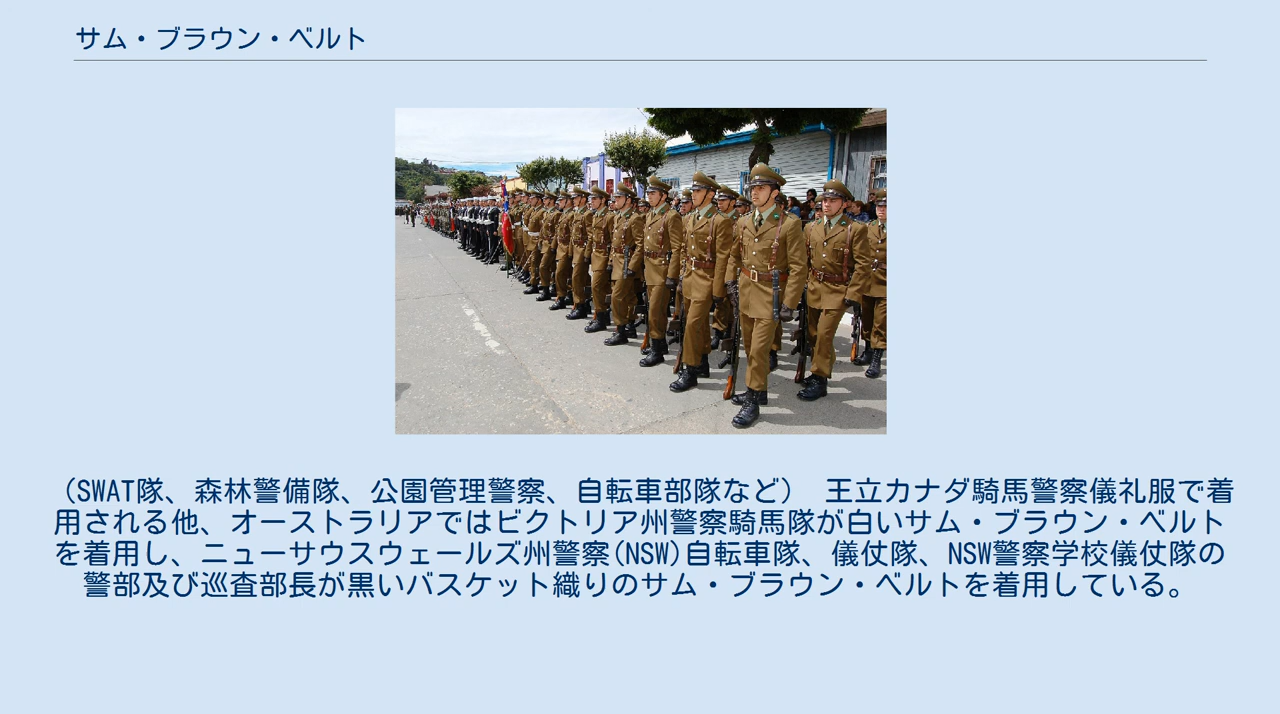 サム・ブラウン・ベルト
（SWAT隊、森林警備隊、公園管理警察、自転車部隊など） 王立カナダ騎馬警察儀礼服で着
用される他、オーストラリアではビクトリア州警察騎馬隊が白いサム・ブラウン・ベルト
を着用し、ニューサウスウェールズ州警察(NSW)自転車隊、儀仗隊、NSW警察学校儀仗隊の
警部及び巡査部長が黒いバスケット織りのサム・ブラウン・ベルトを着用している。